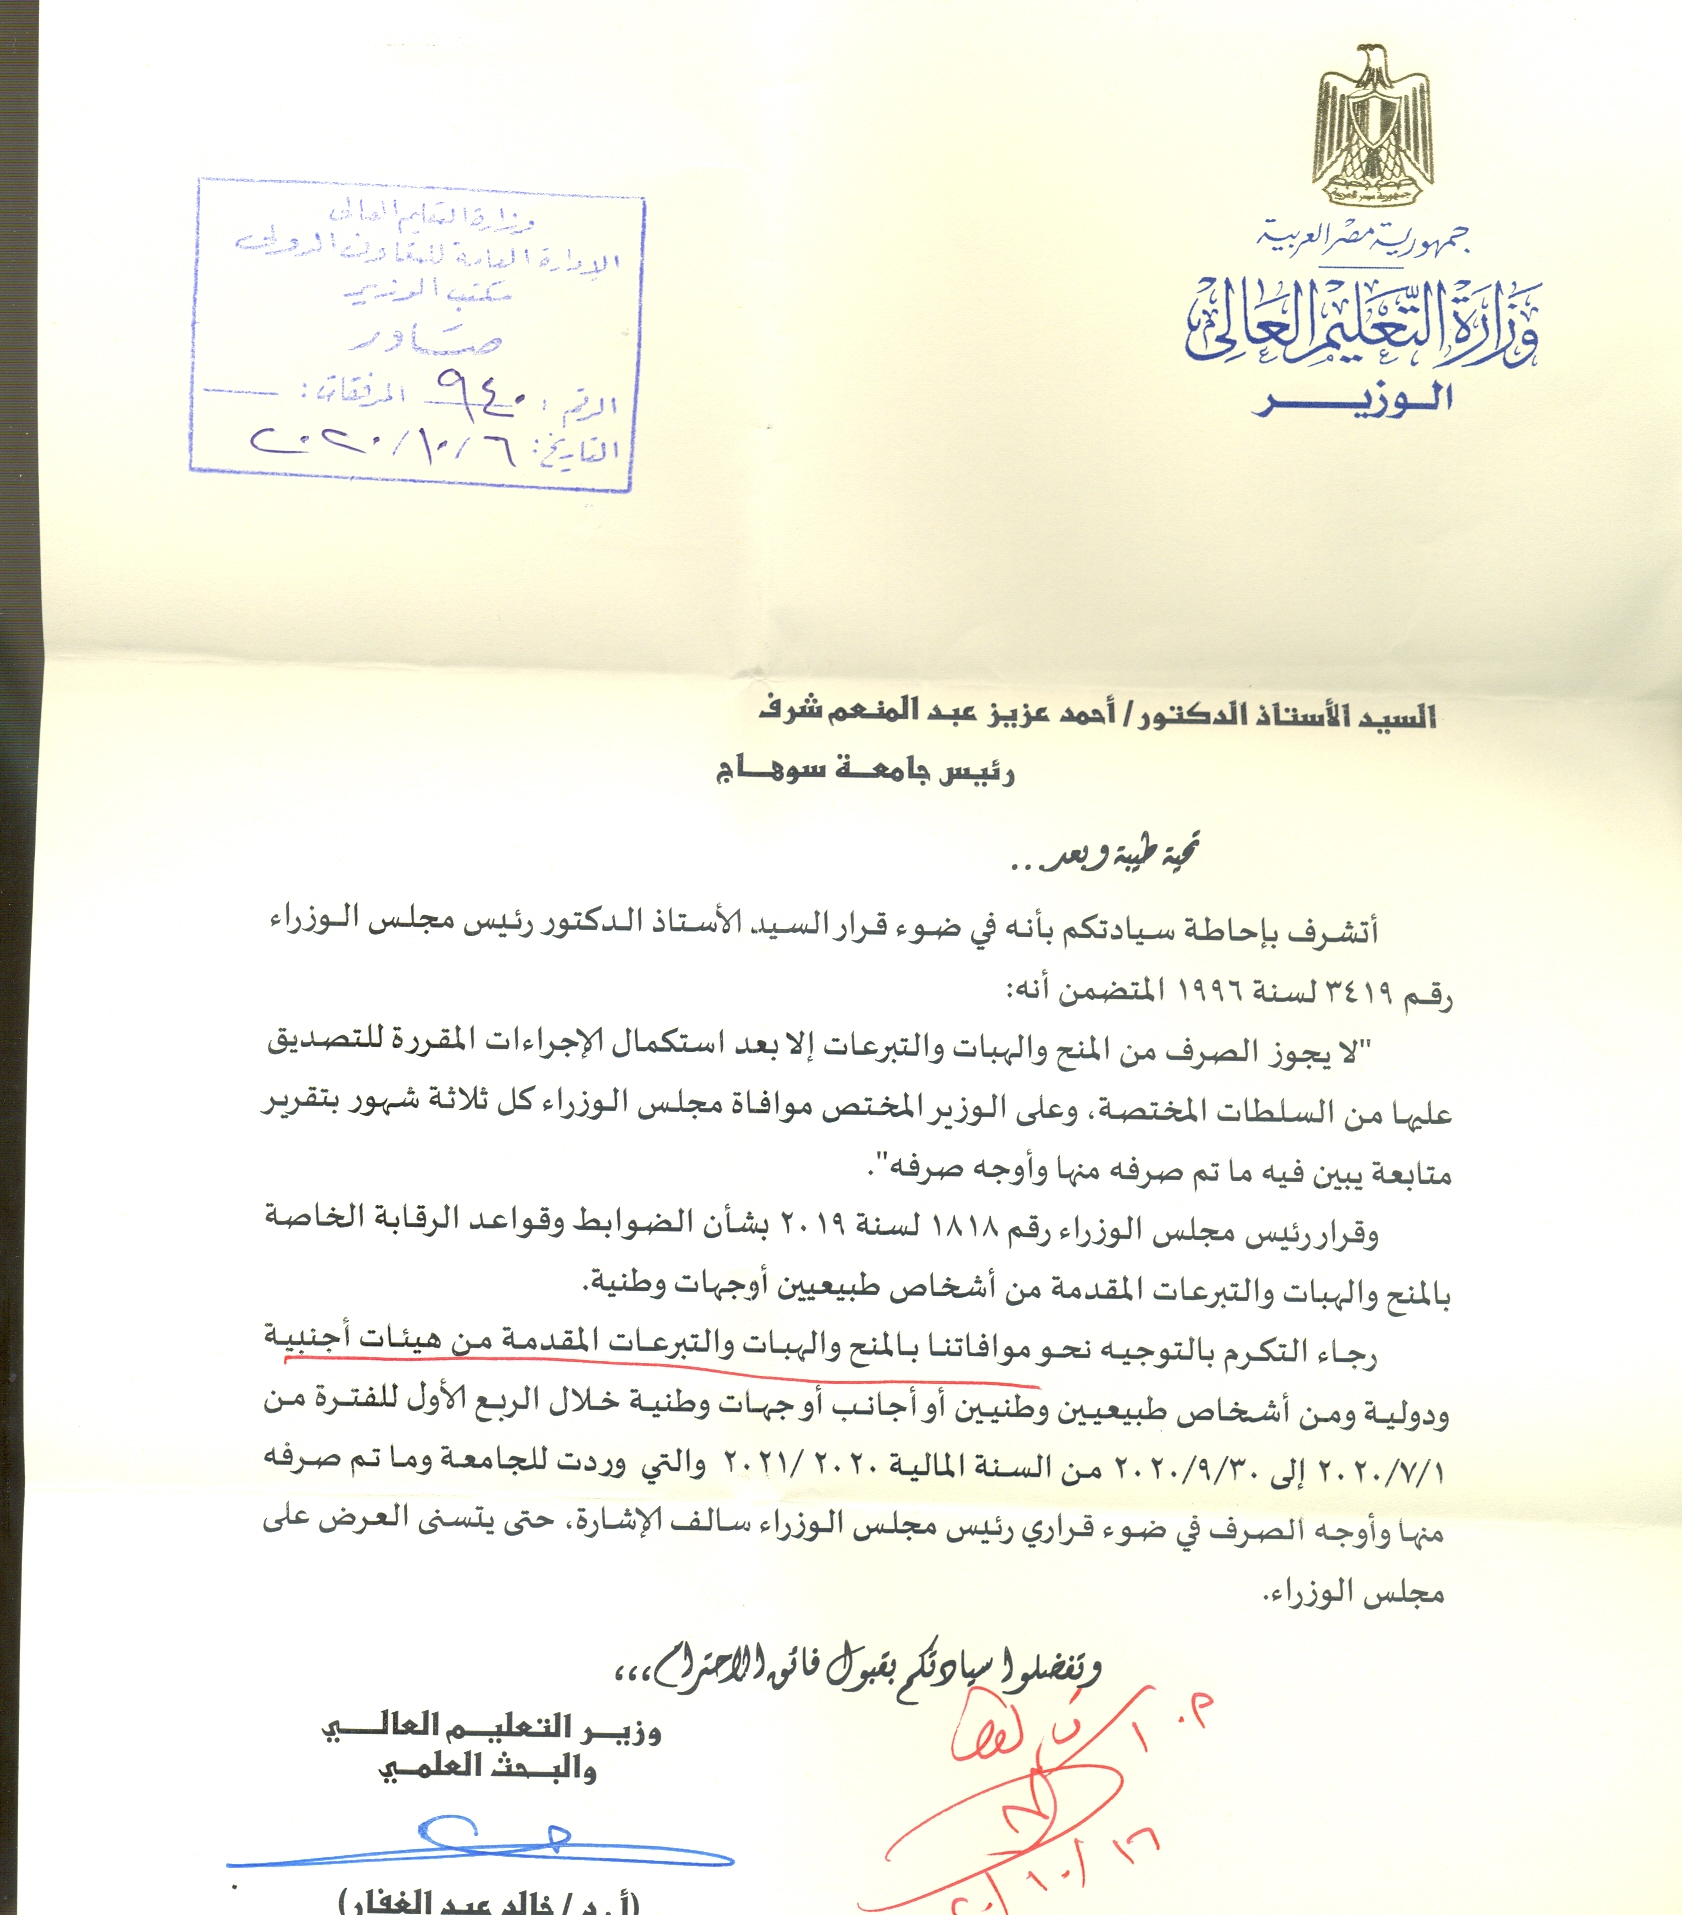 جمهورية مصر العربية
وزارة التعليم العالي
الوزير
وزارة التعليم العالى
الإدارة العامة للتعاون الدولى
مكتب الوزير
صادر
الرقم : ٩٤٠ المرفقات :
التاريخ : ٦ / ١٠ / ٢٠٢٠
السيد الأستاذ الدكتور / أحمد عزيز عبد المنعم شرف
رئيس جامعة سوهاج
تحية طيبة وبعد ...
أتشرف بإحاطة سيادتكم بأنه في ضوء قرار السيد الأستاذ الدكتور رئيس مجلس الوزراء
رقم ٣٤١٩ لسنة ١٩٩٦ المتضمن أنه:
"لا يجوز الصرف من المنح والهبات والتبرعات إلا بعد استكمال الإجراءات المقررة للتصديق
عليها من السلطات المختصة، وعلى الوزير المختص موافاة مجلس الوزراء كل ثلاثة شهور بتقرير
متابعة يبين فيه ما تم صرفه منها وأوجه صرفه".
وقرار رئيس مجلس الوزراء رقم ١٨١٨ لسنة ٢٠١٩ بشأن الضوابط وقواعد الرقابة الخاصة
بالمنح والهبات والتبرعات المقدمة من أشخاص طبيعيين أوجهات وطنية.
رجاء التكرم بالتوجيه نحو موافاتنا بالمنح والهبات والتبرعات المقدمة من هيئات أجنبية
ودولية ومن أشخاص طبيعيين وطنيين أو أجانب أو جهات وطنية خلال الربع الأول للفترة من
٢٠٢٠/٧/١ إلى ٢٠٢٠/٩/٣٠ من السنة المالية ٢٠٢٠ /٢٠٢١ والتي وردت للجامعة وما تم صرفه
منها وأوجه الصرف في ضوء قراري رئيس مجلس الوزراء سالف الإشارة، حتى يتسنى العرض على
مجلس الوزراء.
وتفضلوا سيادتكم بقبول فائق الاحترام،،،
وزير التعليم العالي
والبحث العلمي
(أ.د / خالد عبد الغفار)